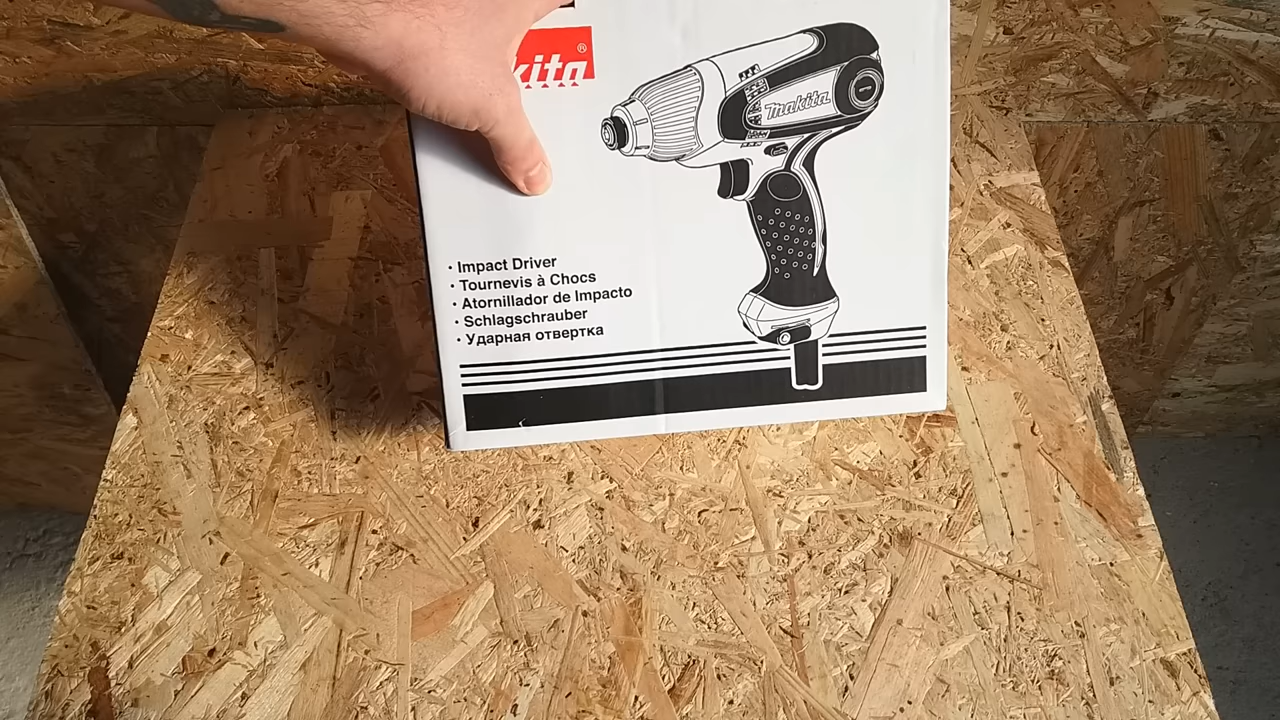 kita®
makita
• Impact Driver
• Tournevis à Chocs
• Atornillador de Impacto
• Schlagschrauber
• Ударная отвертка